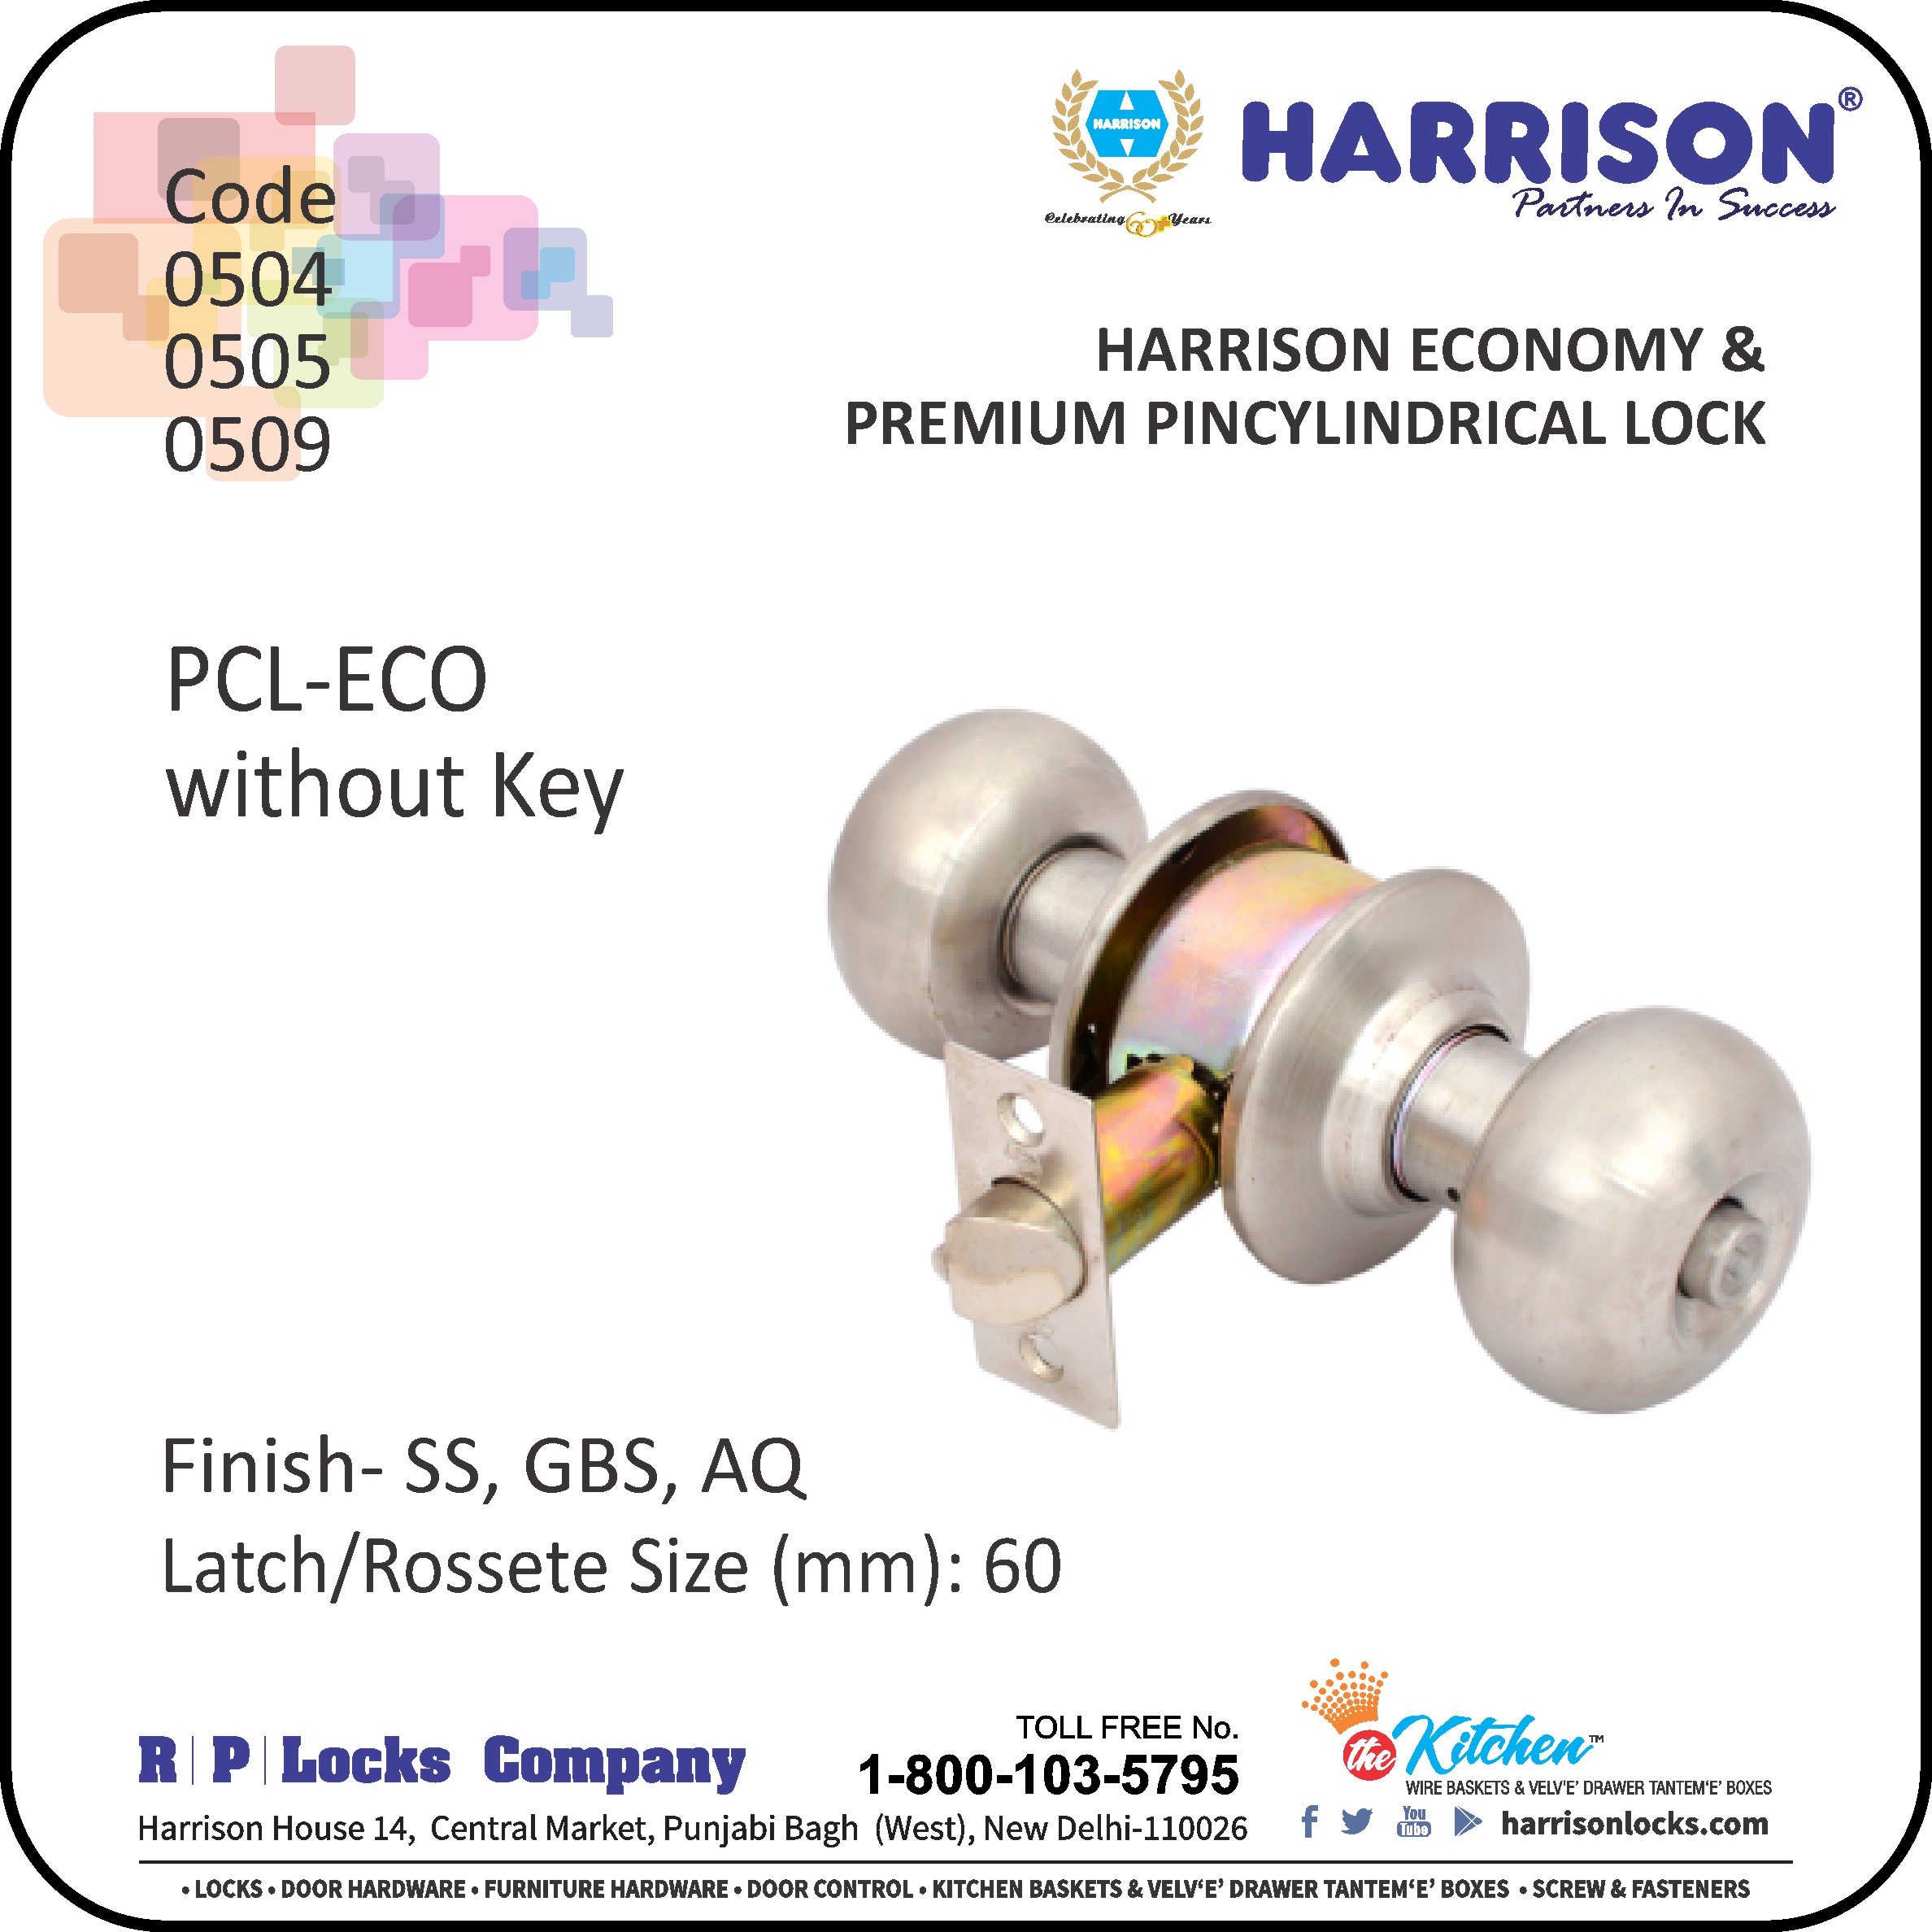 Code
0504
0505
0509
HARRISON
Celebrating 60+ Years
HARRISON®
Partners In Success
HARRISON ECONOMY &
PREMIUM PINCYLINDRICAL LOCK
PCL-ECO
without Key
Finish- SS, GBS, AQ
Latch/Rossete Size (mm): 60
R|P|Locks Company
TOLL FREE No.
1-800-103-5795
Harrison House 14, Central Market, Punjabi Bagh (West), New Delhi-110026
the Kitchen™
WIRE BASKETS & VELV'E' DRAWER TANTEM'E' BOXES
f You Tube harrisonlocks.com
• LOCKS • DOOR HARDWARE • FURNITURE HARDWARE • DOOR CONTROL • KITCHEN BASKETS & VELV‘E’ DRAWER TANTEM‘E’ BOXES • SCREW & FASTENERS